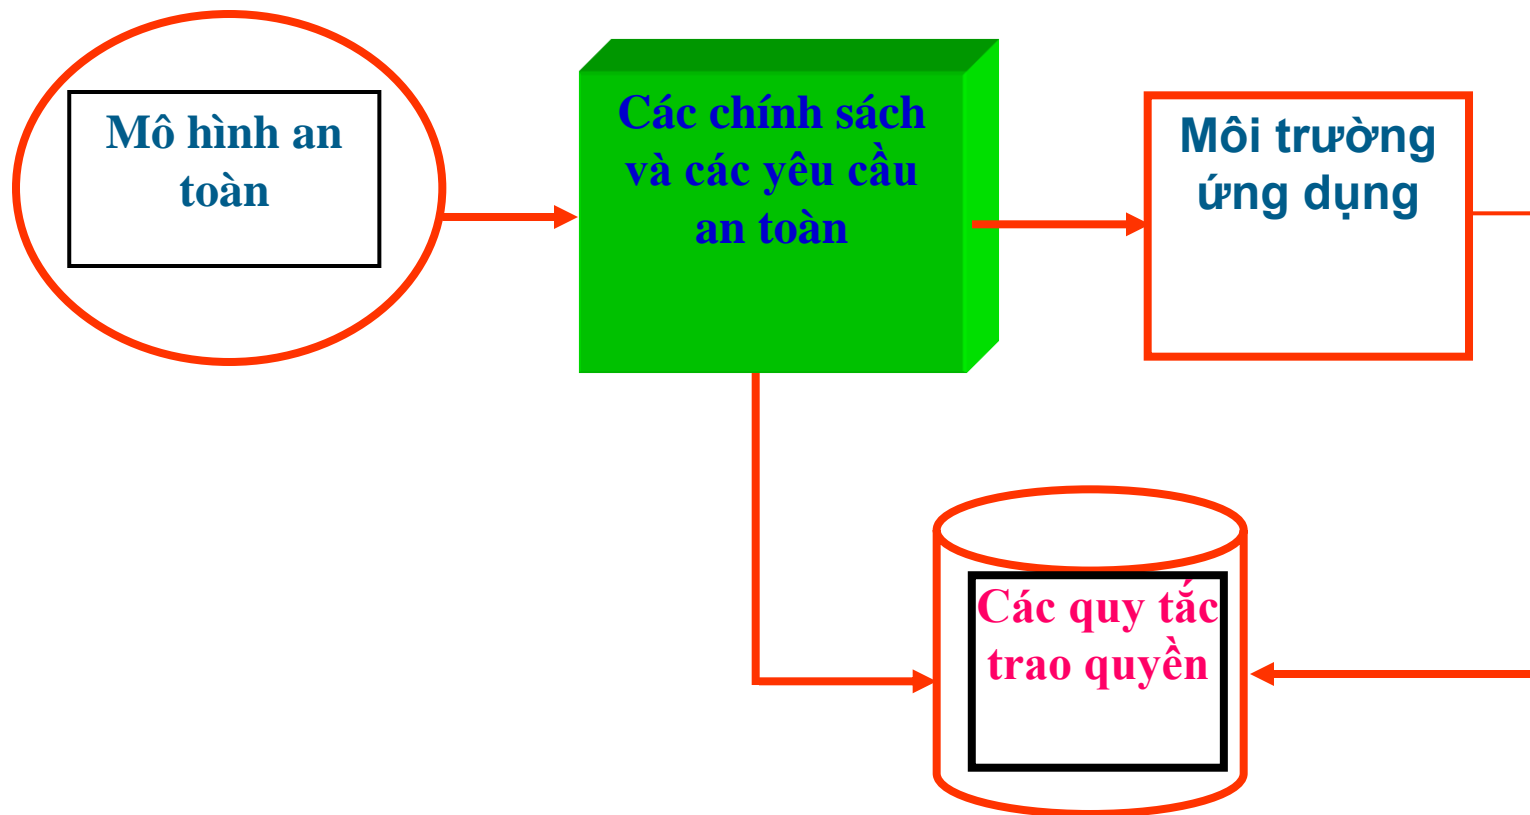 Mô hình an
toàn
Các chính sách
và các yêu cầu
an toàn
Môi trường
ứng dụng
Các quy tắc
trao quyền